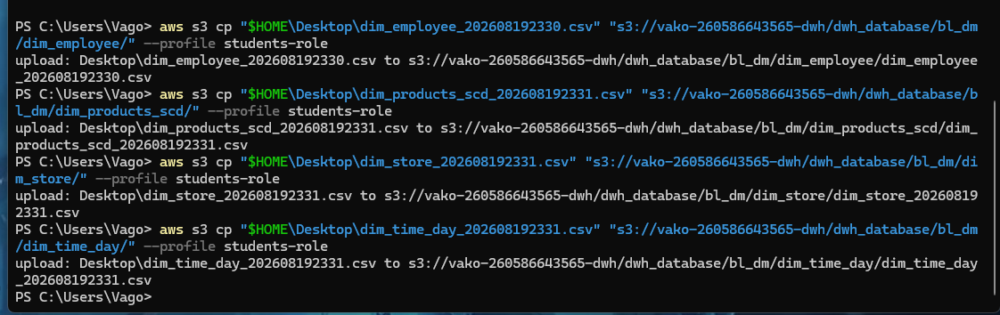 PS C:\Users\Vago> aws s3 cp "$HOME\Desktop\dim_employee_202608192330.csv" "s3://vako-260586643565-dwh/dwh_database/bl_dm
/dim_employee/" --profile students-role
upload: Desktop\dim_employee_202608192330.csv to s3://vako-260586643565-dwh/dwh_database/bl_dm/dim_employee/dim_employee
_202608192330.csv
PS C:\Users\Vago> aws s3 cp "$HOME\Desktop\dim_products_scd_202608192331.csv" "s3://vako-260586643565-dwh/dwh_database/b
l_dm/dim_products_scd/" --profile students-role
upload: Desktop\dim_products_scd_202608192331.csv to s3://vako-260586643565-dwh/dwh_database/bl_dm/dim_products_scd/dim_
products_scd_202608192331.csv
PS C:\Users\Vago> aws s3 cp "$HOME\Desktop\dim_store_202608192331.csv" "s3://vako-260586643565-dwh/dwh_database/bl_dm/di
m_store/" --profile students-role
upload: Desktop\dim_store_202608192331.csv to s3://vako-260586643565-dwh/dwh_database/bl_dm/dim_store/dim_store_20260819
2331.csv
PS C:\Users\Vago> aws s3 cp "$HOME\Desktop\dim_time_day_202608192331.csv" "s3://vako-260586643565-dwh/dwh_database/bl_dm
/dim_time_day/" --profile students-role
upload: Desktop\dim_time_day_202608192331.csv to s3://vako-260586643565-dwh/dwh_database/bl_dm/dim_time_day/dim_time_day
_202608192331.csv
PS C:\Users\Vago>